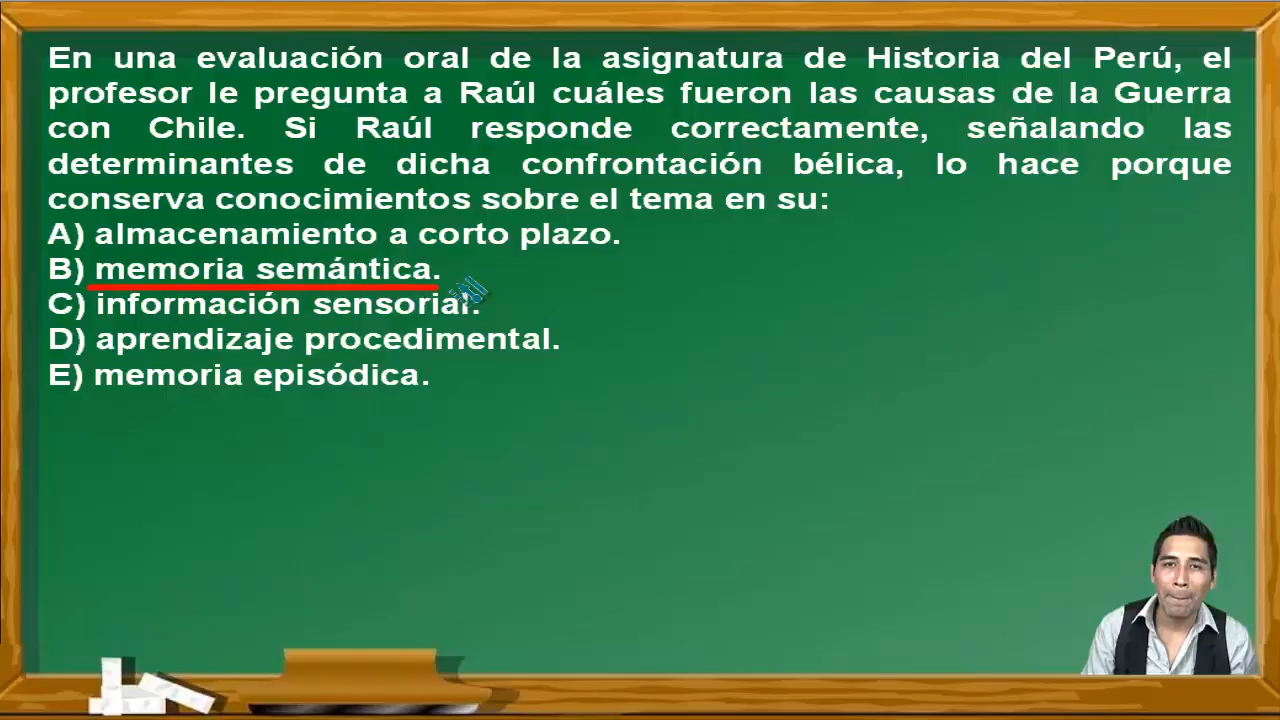 En una evaluación oral de la asignatura de Historia del Perú, el
profesor le pregunta a Raúl cuáles fueron las causas de la Guerra
con Chile. Si Raúl responde correctamente, señalando las
determinantes de dicha confrontación bélica, lo hace porque
conserva conocimientos sobre el tema en su:
A) almacenamiento a corto plazo.
B) memoria semántica.
C) información sensorial.
D) aprendizaje procedimental.
E) memoria episódica.